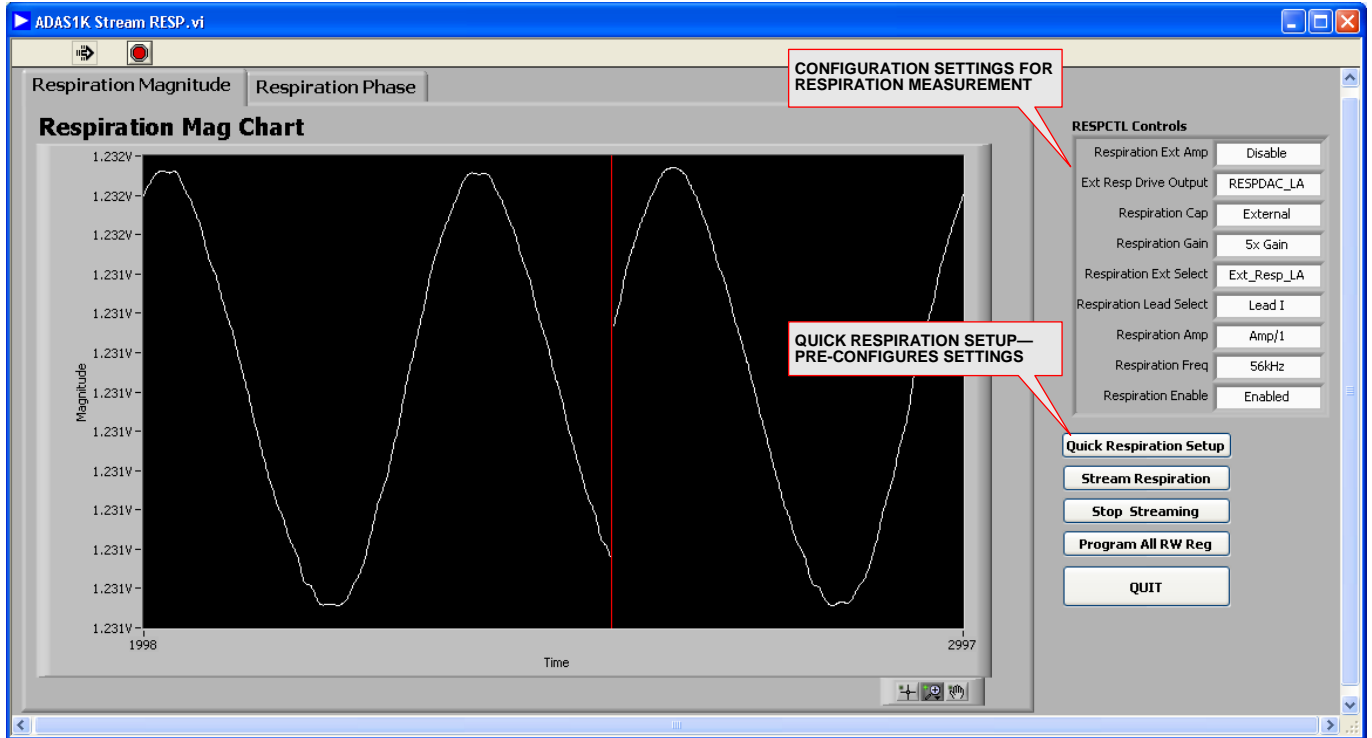 ADAS1K Stream RESP.vi
Respiration Magnitude
Respiration Phase
CONFIGURATION SETTINGS FOR
RESPIRATION MEASUREMENT
Respiration Mag Chart
1.232V
1.232V
1.232V
1.231V
1.231V
1.231V
1.231V
1.231V
1.231V
1.231V
1.231V
1.231V
1.231V
Magnitude
1998
2997
Time
RESPCTL Controls
Respiration Ext Amp Disable
Ext Resp Drive Output RESPDAC_LA
Respiration Cap External
Respiration Gain 5x Gain
Respiration Ext Select Ext_Resp_LA
Respiration Lead Select Lead I
Respiration Amp Amp/1
Respiration Freq 56kHz
Respiration Enable Enabled
QUICK RESPIRATION SETUP—
PRE-CONFIGURES SETTINGS
Quick Respiration Setup
Stream Respiration
Stop Streaming
Program All RW Reg
QUIT